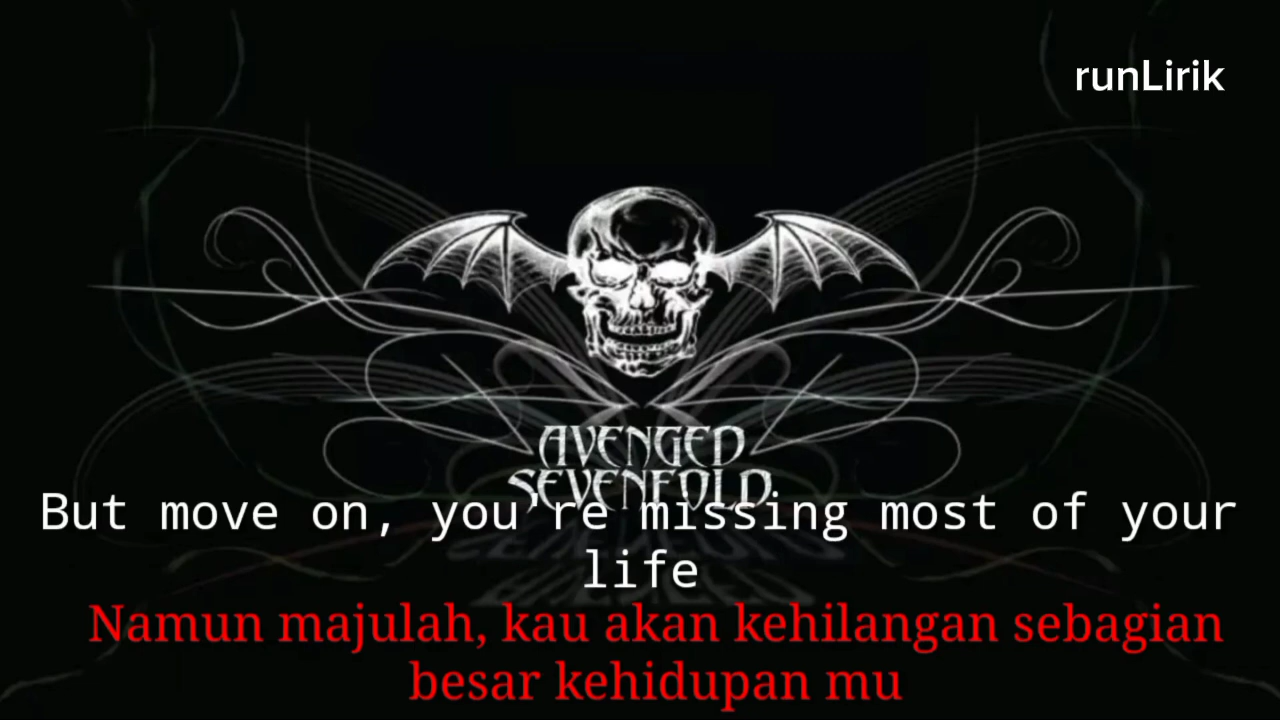 runLirik
AVENGED
SEVENFOLD
But move on, you're missing most of your
life
Namun majulah, kau akan kehilangan sebagian
besar kehidupan mu